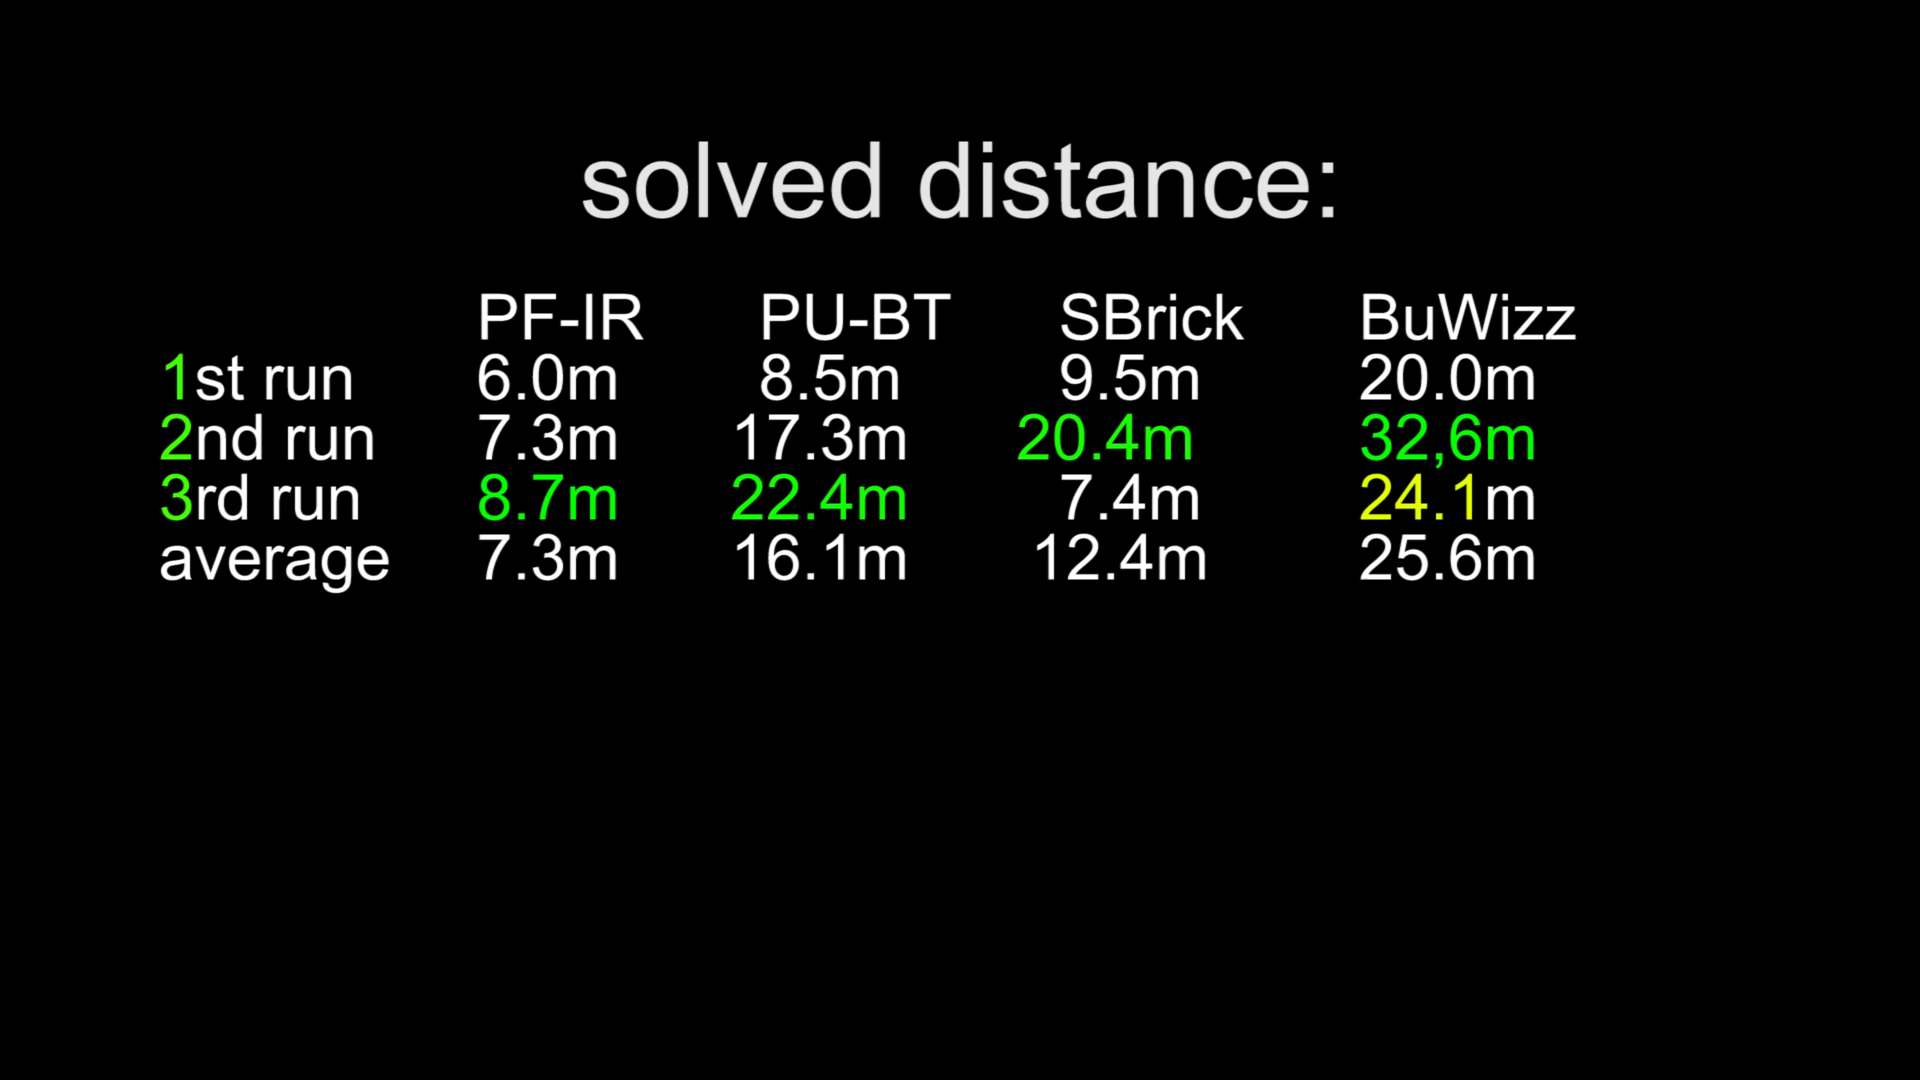 solved distance:
PF-IR PU-BT SBrick BuWizz
1st run 6.0m 8.5m 9.5m 20.0m
2nd run 7.3m 17.3m 20.4m 32,6m
3rd run 8.7m 22.4m 7.4m 24.1m
average 7.3m 16.1m 12.4m 25.6m